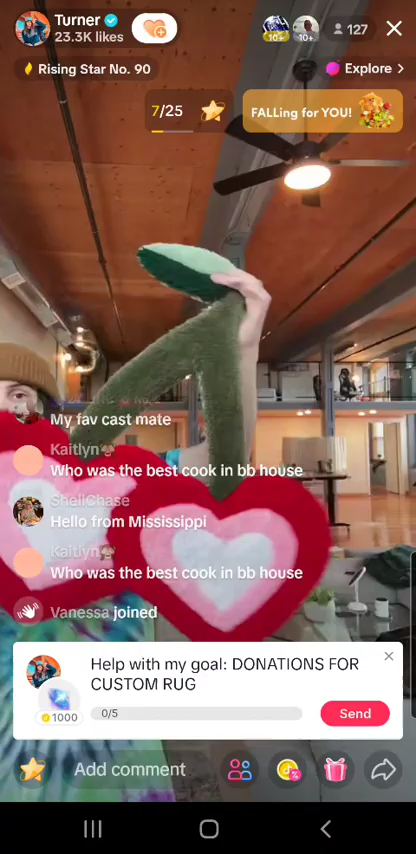 Turner
23.3K likes
10+
10+
127
Rising Star No. 90
Explore >
7/25
FALLing for YOU!
My fav cast mate
Kaitlyn
Who was the best cook in bb house
ShellChase
Hello from Mississippi
Kaitlyn
Who was the best cook in bb house
Vanessa joined
Help with my goal: DONATIONS FOR
CUSTOM RUG
1000
0/5
Send
Add comment